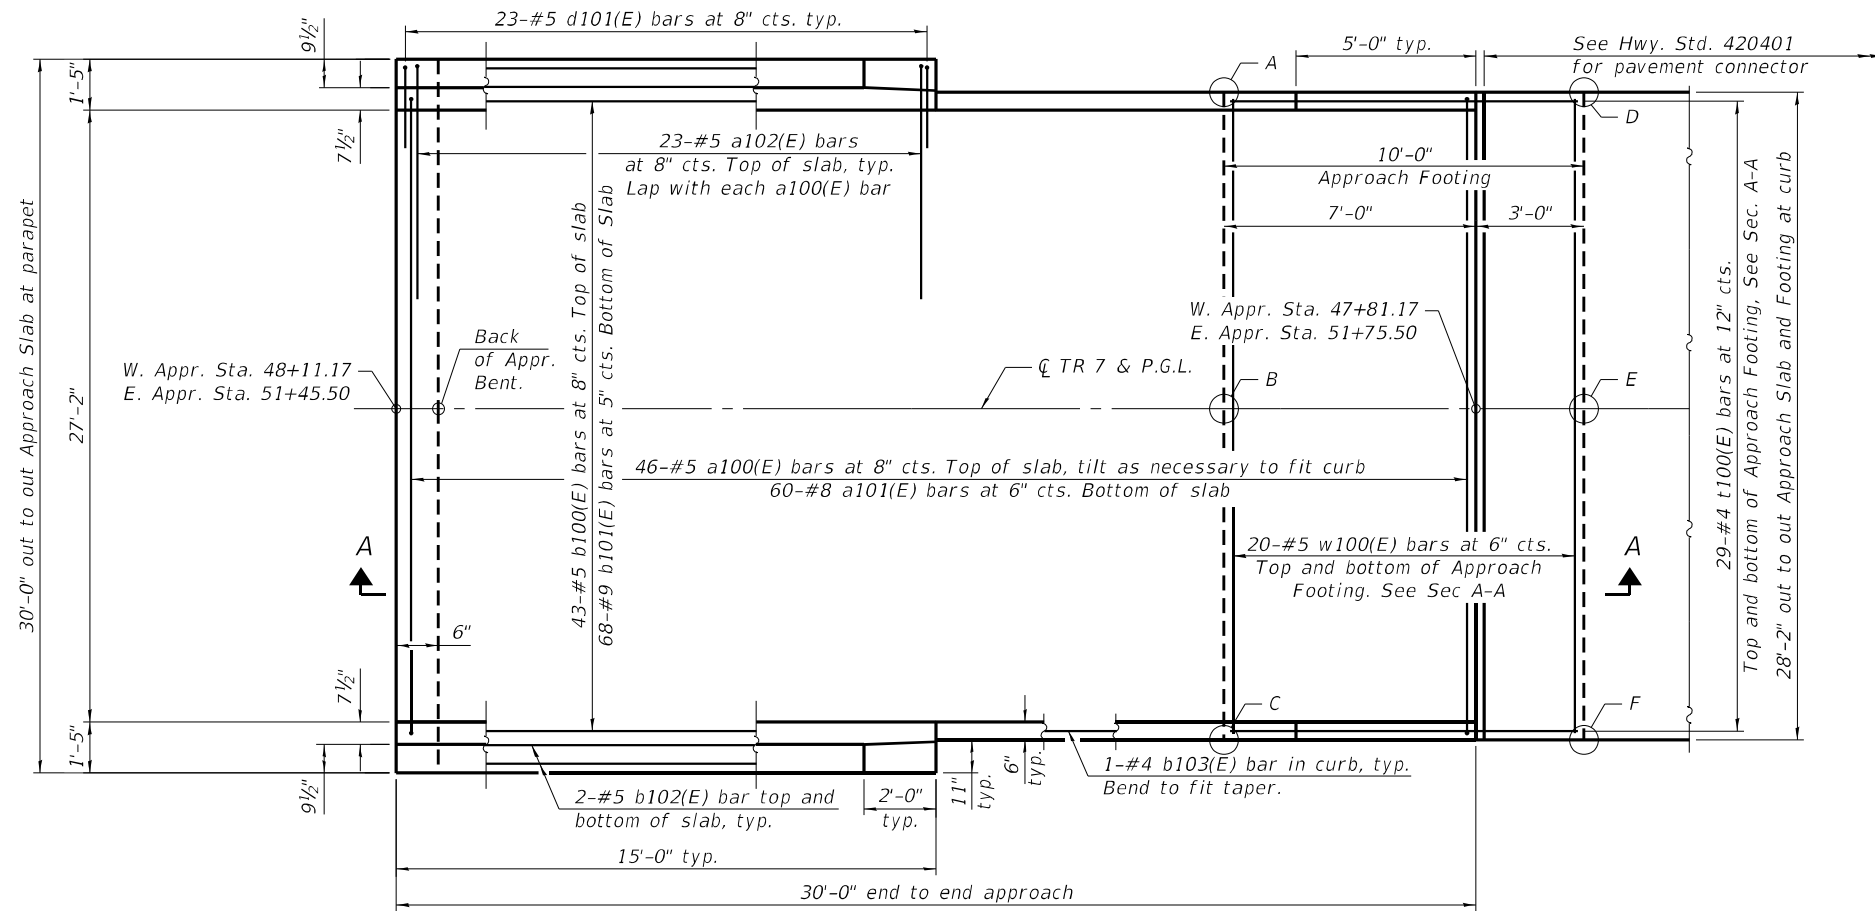 23-#5 d101(E) bars at 8" cts. typ.
9½"
1'-5"
7½"
5'-0" typ.
See Hwy. Std. 420401
for pavement connector
A
D
23-#5 a102(E) bars
at 8" cts. Top of slab, typ.
Lap with each a100(E) bar
10'-0"
Approach Footing
7'-0"
3'-0"
30'-0" out to out Approach Slab at parapet
27'-2"
43-#5 b100(E) bars at 8" cts. Top of slab
68-#9 b101(E) bars at 5" cts. Bottom of Slab
29-#4 t100(E) bars at 12" cts.
Top and bottom of Approach Footing, See Sec. A-A
28'-2" out to out Approach Slab and Footing at curb
W. Appr. Sta. 47+81.17
E. Appr. Sta. 51+75.50
Back
of Appr.
Bent.
W. Appr. Sta. 48+11.17
E. Appr. Sta. 51+45.50
℄ TR 7 & P.G.L.
B
E
46-#5 a100(E) bars at 8" cts. Top of slab, tilt as necessary to fit curb
60-#8 a101(E) bars at 6" cts. Bottom of slab
A
A
20-#5 w100(E) bars at 6" cts.
Top and bottom of Approach
Footing. See Sec A-A
6"
7½"
1'-5"
9½"
C
F
2-#5 b102(E) bar top and
bottom of slab, typ.
2'-0"
typ.
11"
typ.
6"
typ.
1-#4 b103(E) bar in curb, typ.
Bend to fit taper.
15'-0" typ.
30'-0" end to end approach